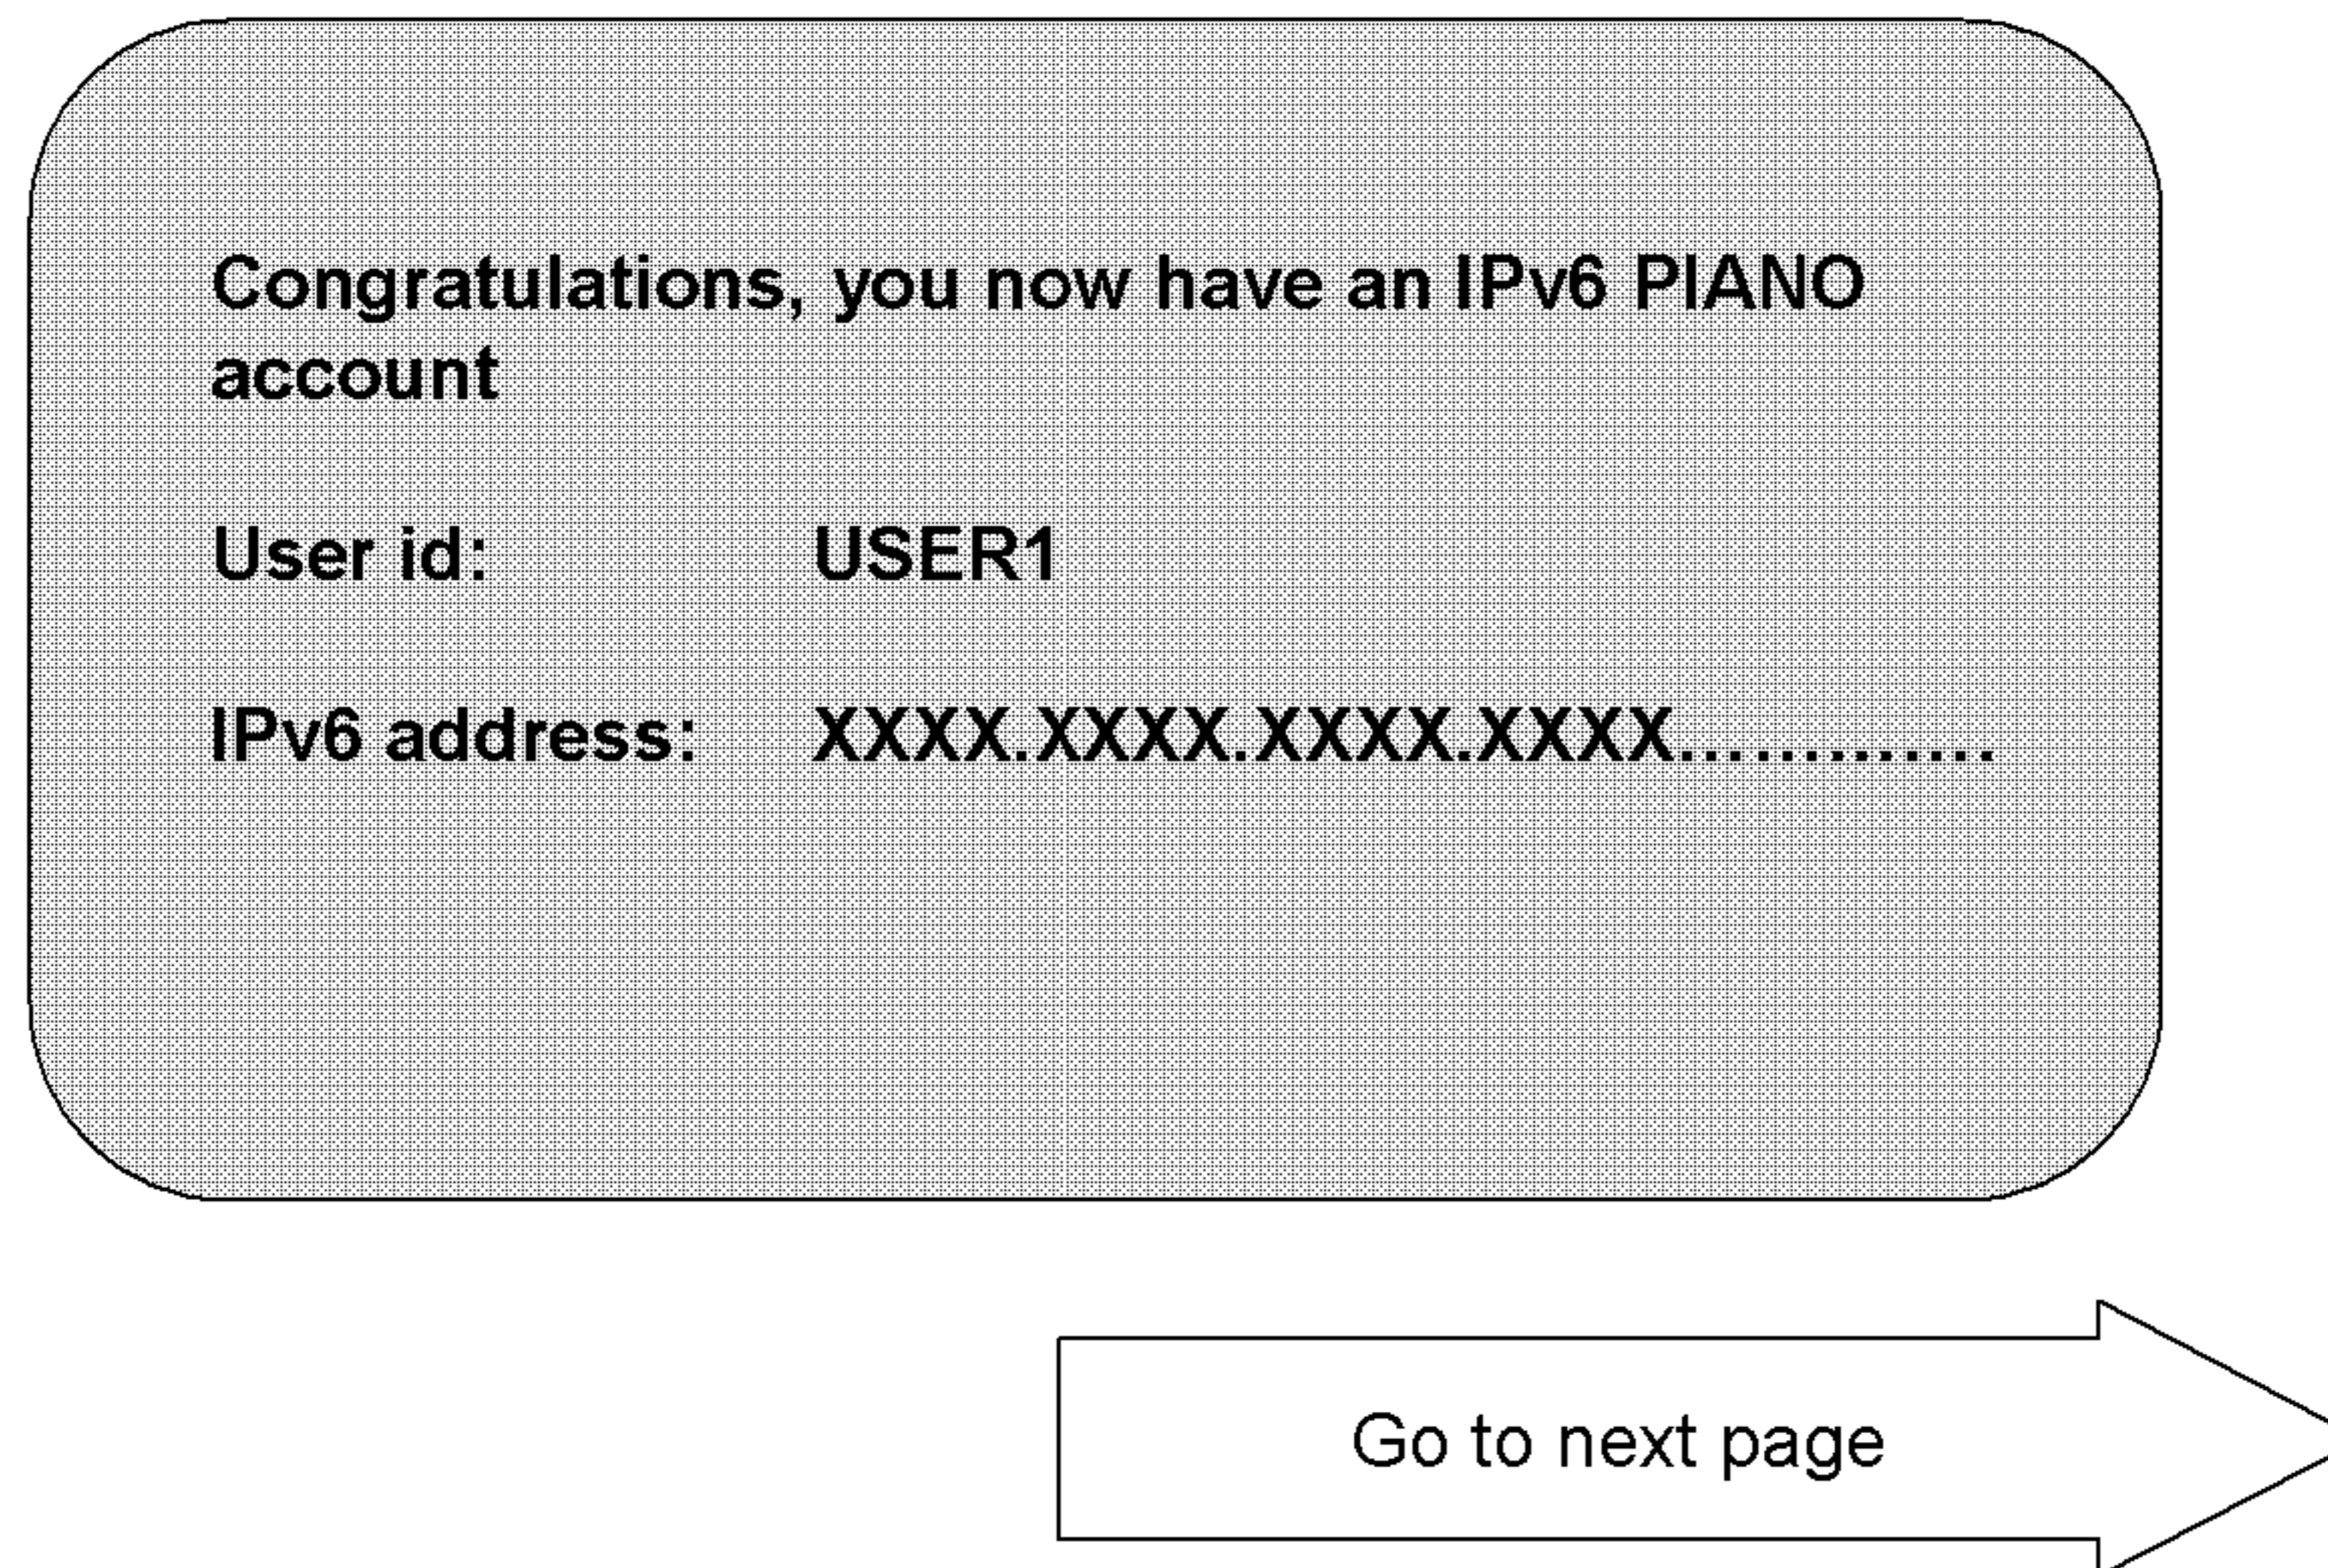 Congratulations, you now have an IPv6 PIANO
account
User id: USER1
IPv6 address: XXXX.XXXX.XXXX.XXXX.............
Go to next page